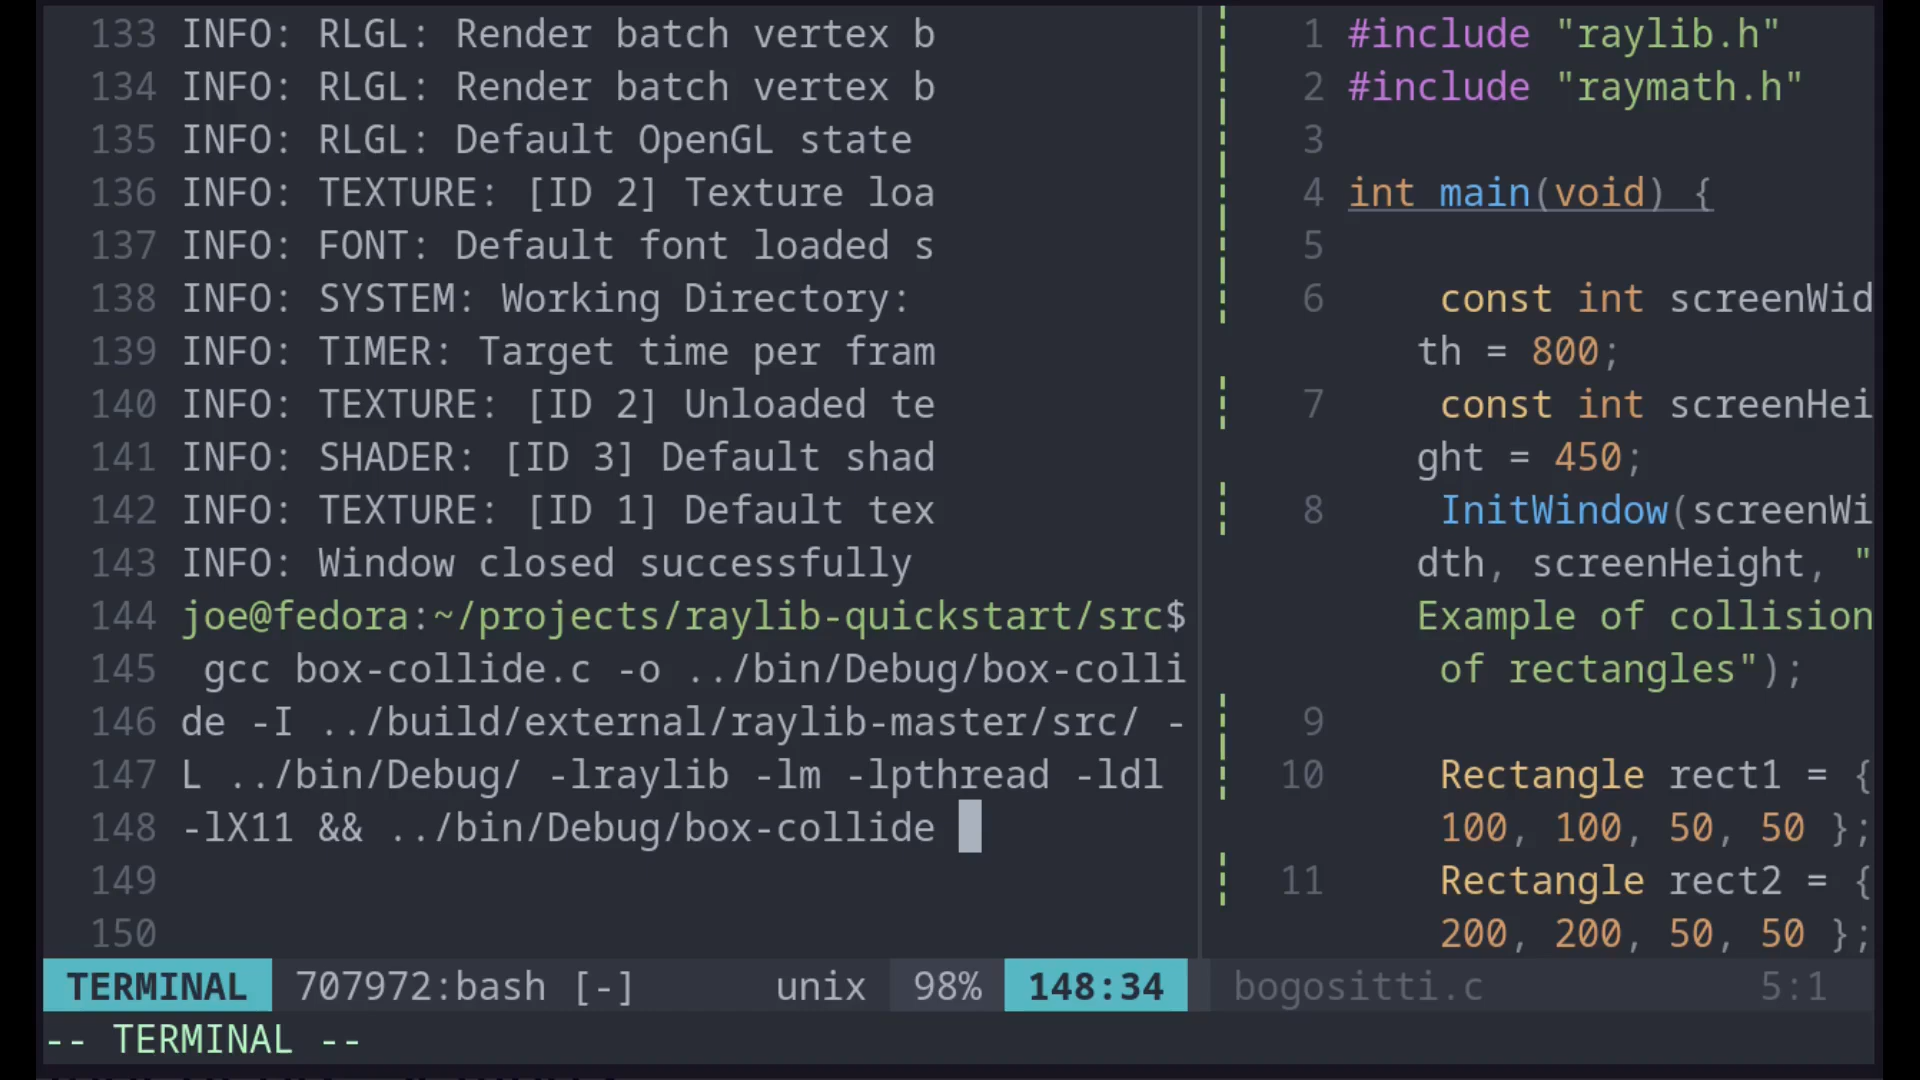 133 INFO: RLGL: Render batch vertex b
134 INFO: RLGL: Render batch vertex b
135 INFO: RLGL: Default OpenGL state
136 INFO: TEXTURE: [ID 2] Texture loa
137 INFO: FONT: Default font loaded s
138 INFO: SYSTEM: Working Directory:
139 INFO: TIMER: Target time per fram
140 INFO: TEXTURE: [ID 2] Unloaded te
141 INFO: SHADER: [ID 3] Default shad
142 INFO: TEXTURE: [ID 1] Default tex
143 INFO: Window closed successfully
144 joe@fedora:~/projects/raylib-quickstart/src$
145 gcc box-collide.c -o ../bin/Debug/box-colli
146 de -I ../build/external/raylib-master/src/ -
147 L ../bin/Debug/ -lraylib -lm -lpthread -ldl
148 -lX11 && ../bin/Debug/box-collide
149
150
TERMINAL 707972:bash [-] unix 98% 148:34
-- TERMINAL --
1 #include "raylib.h"
2 #include "raymath.h"
3
4 int main(void) {
5
6 const int screenWid
th = 800;
7 const int screenHei
ght = 450;
8 InitWindow(screenWi
dth, screenHeight, "
Example of collision
of rectangles");
9
10 Rectangle rect1 = {
100, 100, 50, 50 };
11 Rectangle rect2 = {
200, 200, 50, 50 };
bogositti.c 5:1